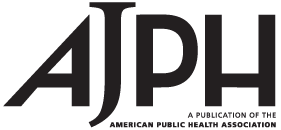 AJPH
A PUBLICATION OF THE
AMERICAN PUBLIC HEALTH ASSOCIATION